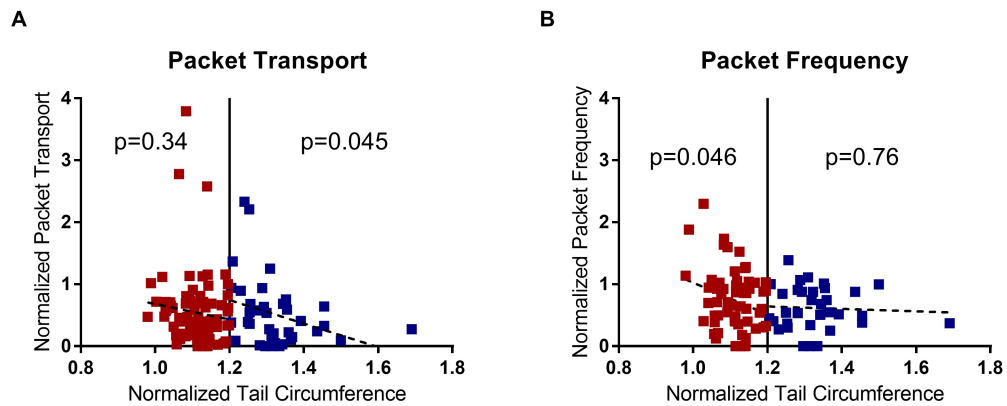 A
Packet Transport
Normalized Packet Transport
4
3
2
1
0
p=0.34
p=0.045
0.8
1.0
1.2
1.4
1.6
1.8
Normalized Tail Circumference
B
Packet Frequency
Normalized Packet Frequency
4
3
2
1
0
p=0.046
p=0.76
0.8
1.0
1.2
1.4
1.6
1.8
Normalized Tail Circumference